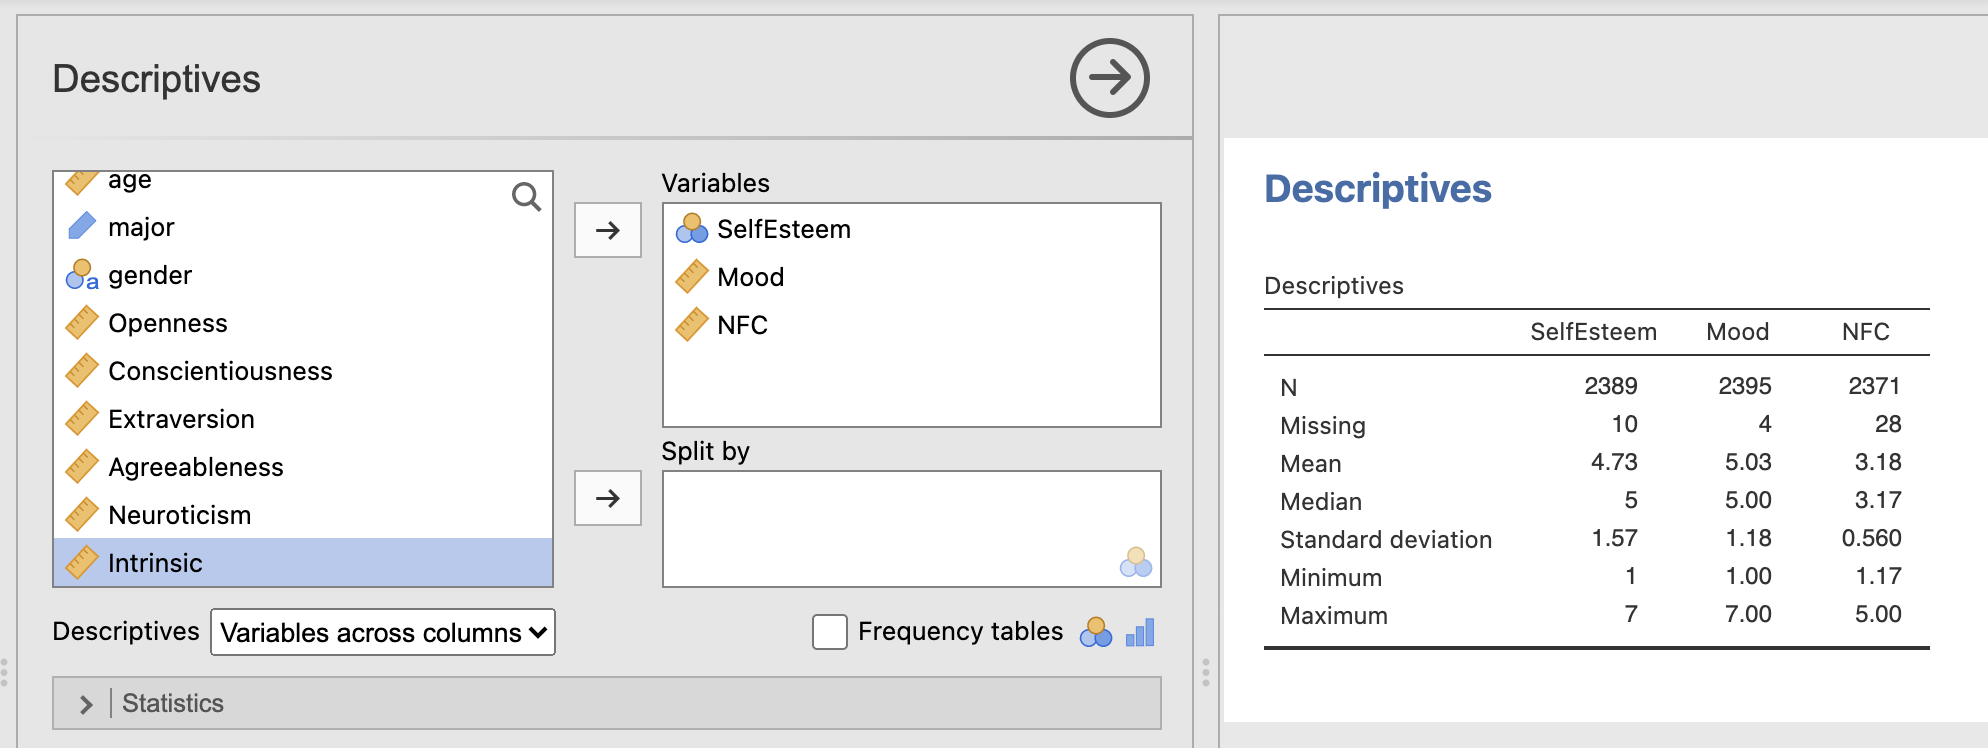 Descriptives
age
major
gender
Openness
Conscientiousness
Extraversion
Agreeableness
Neuroticism
Intrinsic
Variables
SelfEsteem
Mood
NFC
Split by
Descriptives Variables across columns
Frequency tables
Statistics
Descriptives
Descriptives
SelfEsteem Mood NFC
N 2389 2395 2371
Missing 10 4 28
Mean 4.73 5.03 3.18
Median 5 5.00 3.17
Standard deviation 1.57 1.18 0.560
Minimum 1 1.00 1.17
Maximum 7 7.00 5.00